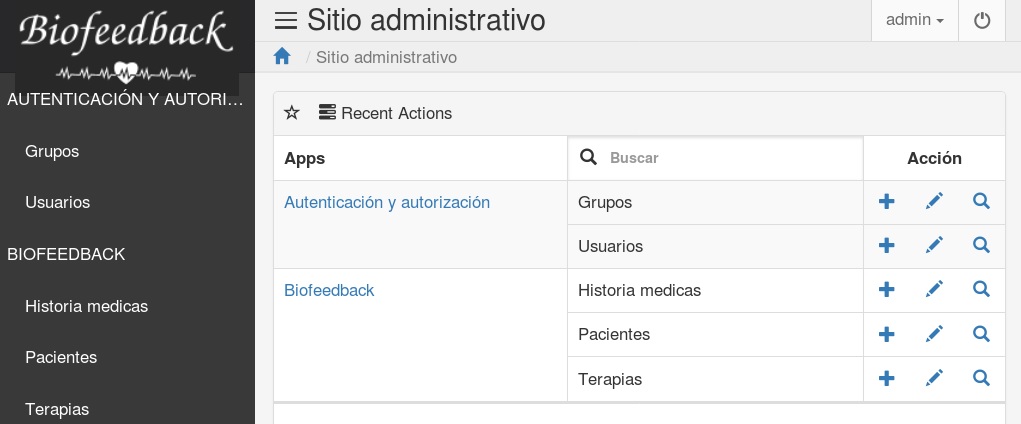 Biofeedback
AUTENTICACIÓN Y AUTORI...
Grupos
Usuarios
BIOFEEDBACK
Historia medicas
Pacientes
Terapias
Sitio administrativo
admin
/ Sitio administrativo
Recent Actions
Apps
Buscar
Acción
Autenticación y autorización
Grupos
Usuarios
Biofeedback
Historia medicas
Pacientes
Terapias